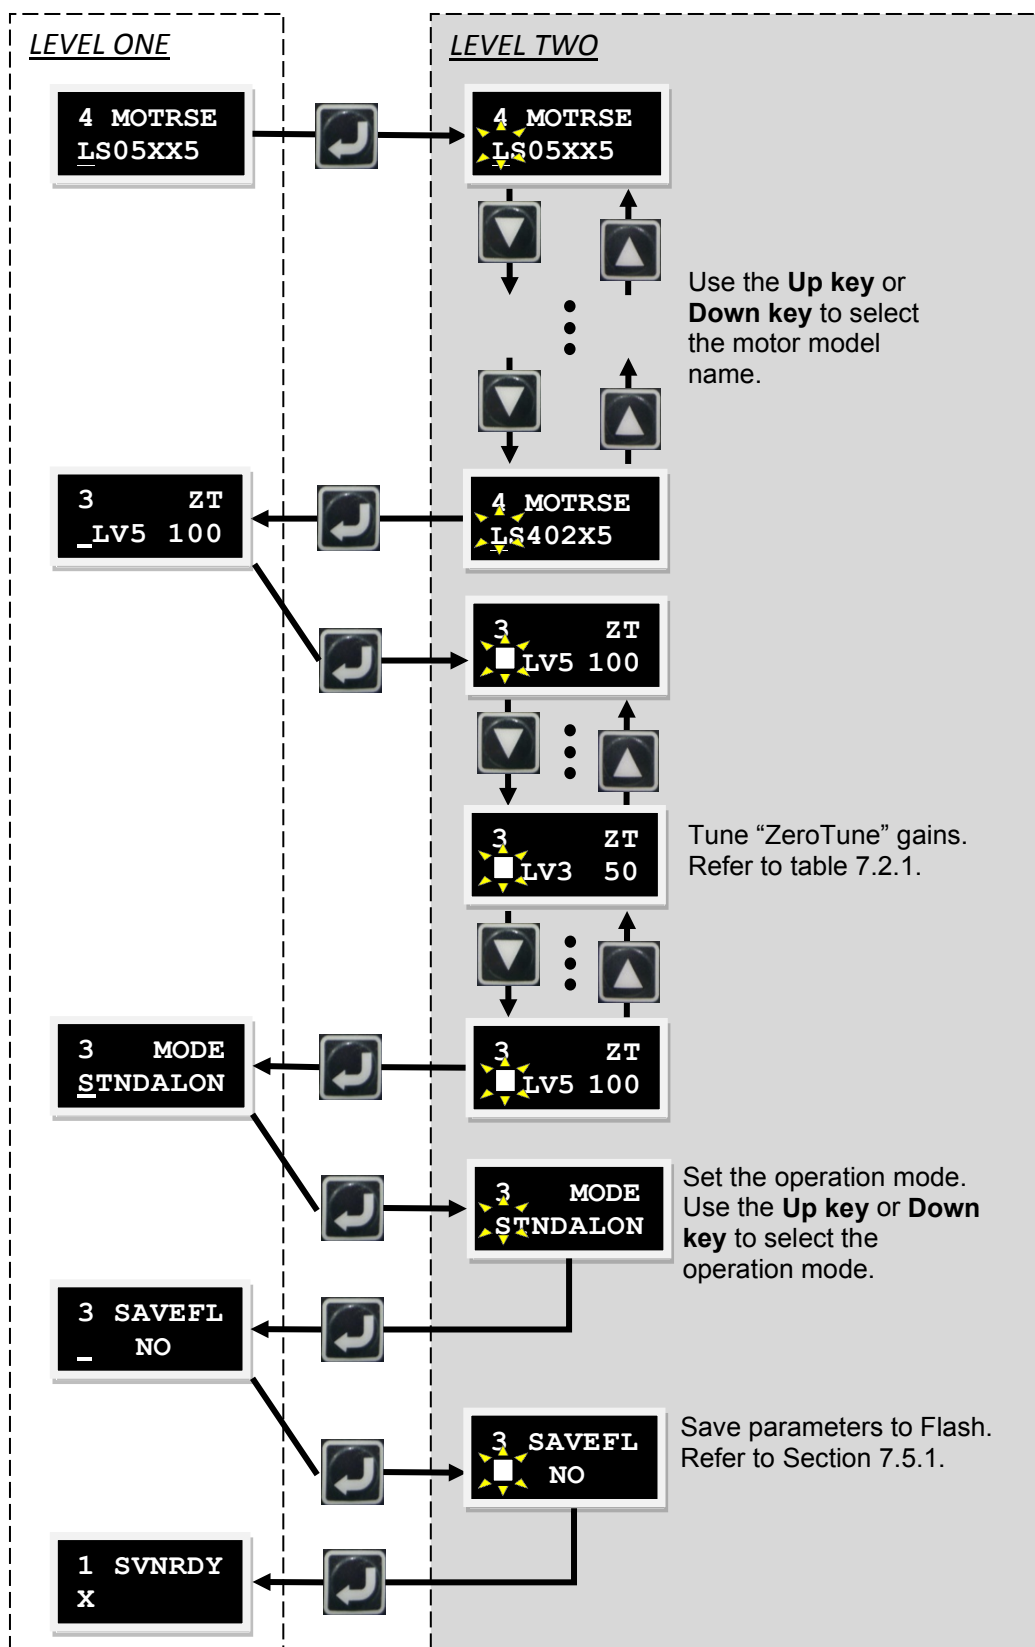 LEVEL ONE
LEVEL TWO
4 MOTRSE
LS05XX5
4 MOTRSE
LS05XX5
Use the Up key or
Down key to select
the motor model
name.
4 MOTRSE
LS402X5
3 ZT
LV5 100
3 ZT
LV5 100
3 ZT
LV3 50
Tune “ZeroTune” gains.
Refer to table 7.2.1.
3 ZT
LV5 100
3 MODE
STNDALON
3 MODE
STNDALON
Set the operation mode.
Use the Up key or Down
key to select the
operation mode.
3 SAVEFL
NO
3 SAVEFL
NO
Save parameters to Flash.
Refer to Section 7.5.1.
1 SVNRDY
X